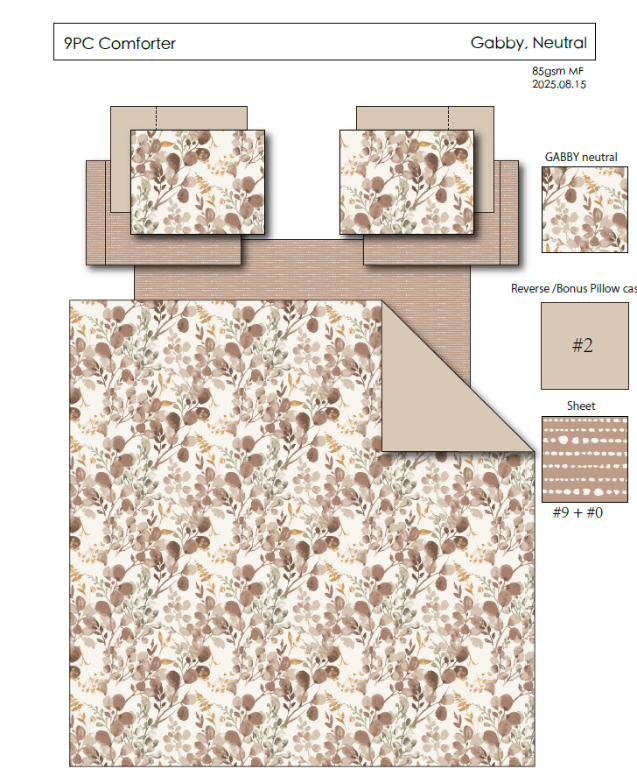 9PC Comforter
Gabby, Neutral
85gsm MF
2025.08.15
GABBY neutral
Reverse /Bonus Pillow cas
#2
Sheet
#9 + #0